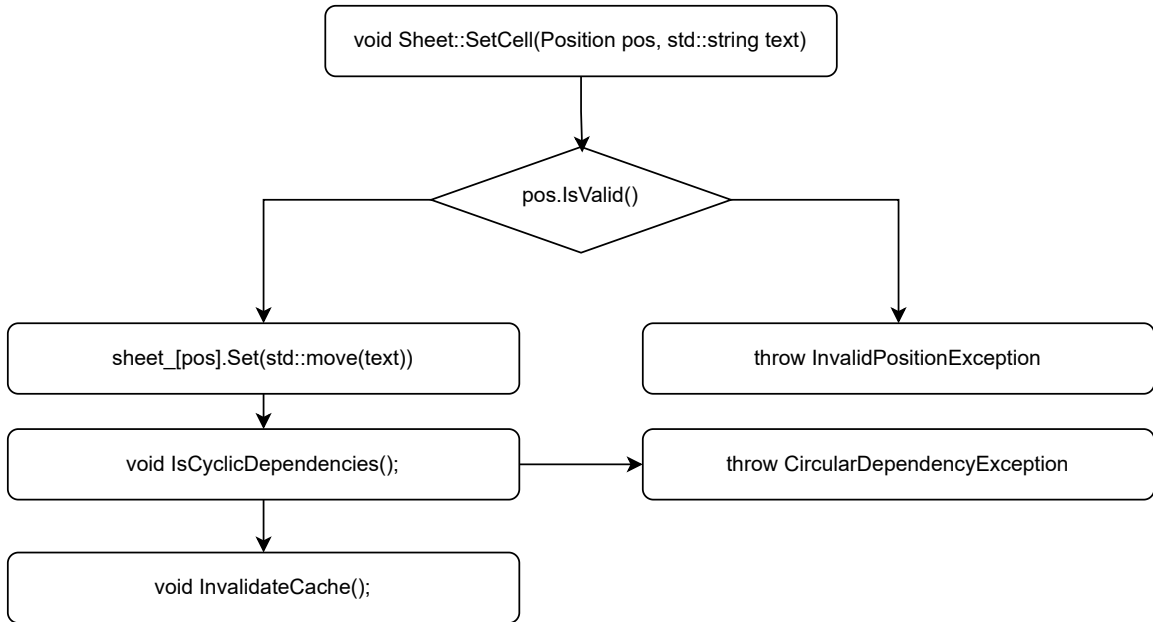 void Sheet::SetCell(Position pos, std::string text)
pos.IsValid()
sheet_[pos].Set(std::move(text))
throw InvalidPositionException
void IsCyclicDependencies();
throw CircularDependencyException
void InvalidateCache();